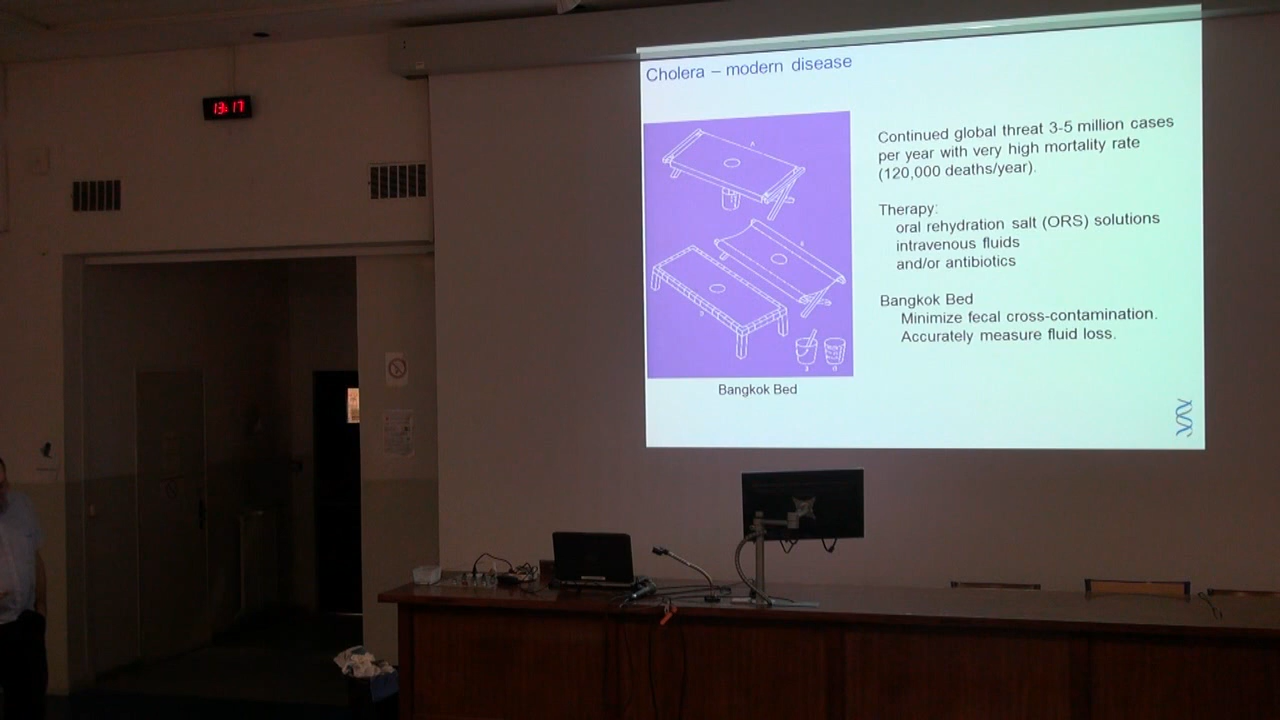 13:17
Cholera – modern disease
Continued global threat 3-5 million cases
per year with very high mortality rate
(120,000 deaths/year).
Therapy:
oral rehydration salt (ORS) solutions
intravenous fluids
and/or antibiotics
Bangkok Bed
Minimize fecal cross-contamination.
Accurately measure fluid loss.
Bangkok Bed